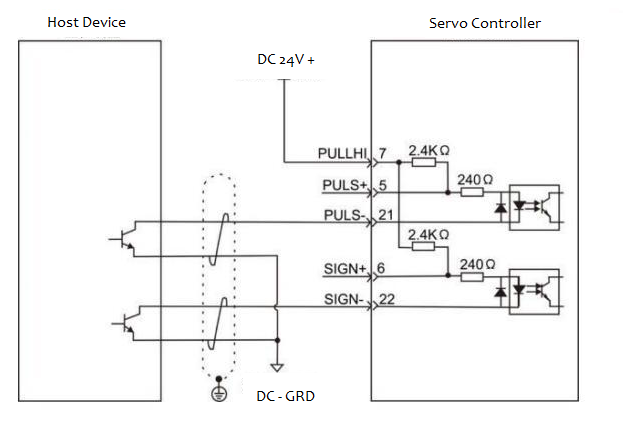 Host Device
Servo Controller
DC 24V +
PULLHI 7
2.4KΩ
PULS+ 5
240Ω
PULS- 21
2.4KΩ
SIGN+ 6
240Ω
SIGN- 22
DC - GRD